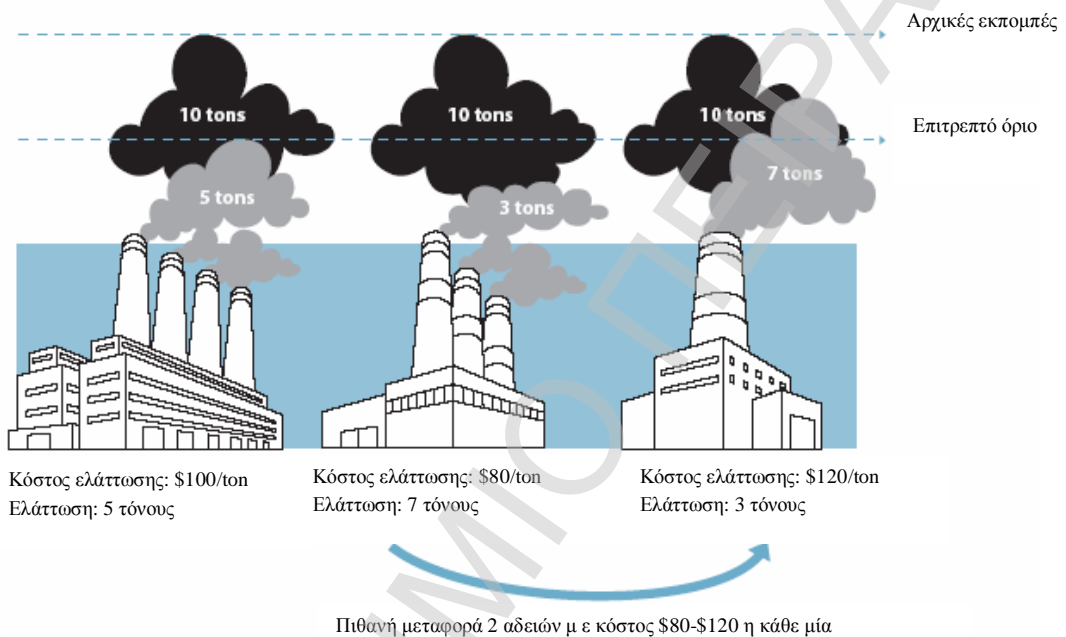 Αρχικές εκπομπές
10 tons 10 tons 10 tons
Επιτρεπτό όριο
7 tons
5 tons
3 tons
Κόστος ελάττωσης: $100/ton
Ελάττωση: 5 τόνους
Κόστος ελάττωσης: $80/ton
Ελάττωση: 7 τόνους
Κόστος ελάττωσης: $120/ton
Ελάττωση: 3 τόνους
Πιθανή μεταφορά 2 αδειών μ ε κόστος $80-$120 η κάθε μία